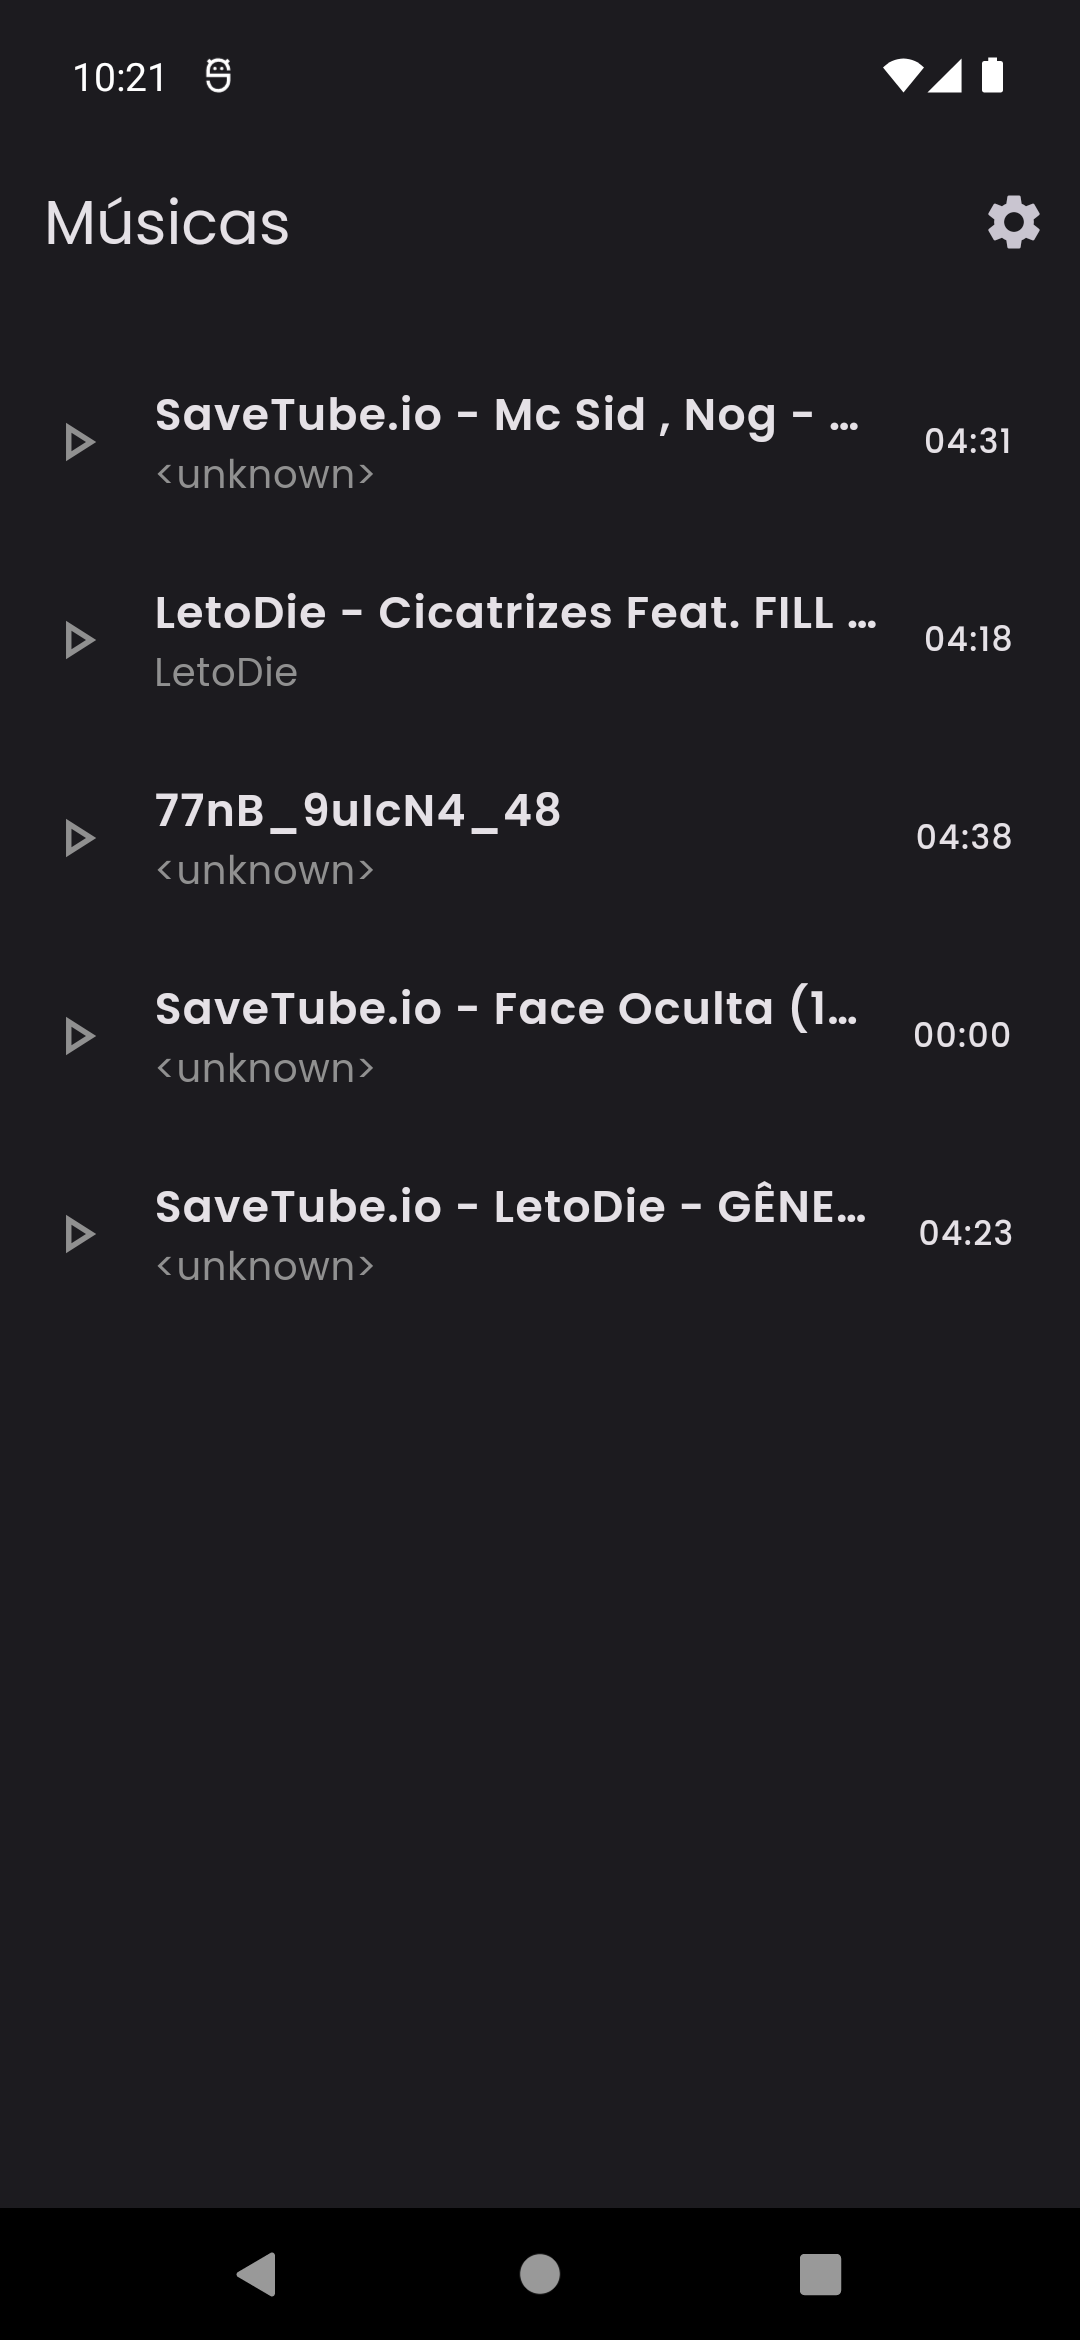 10:21
Músicas
SaveTube.io - Mc Sid , Nog - ...
<unknown>
04:31
LetoDie - Cicatrizes Feat. FILL ...
LetoDie
04:18
77nB_9uIcN4_48
<unknown>
04:38
SaveTube.io - Face Oculta (1...
<unknown>
00:00
SaveTube.io - LetoDie - GÊNE...
<unknown>
04:23